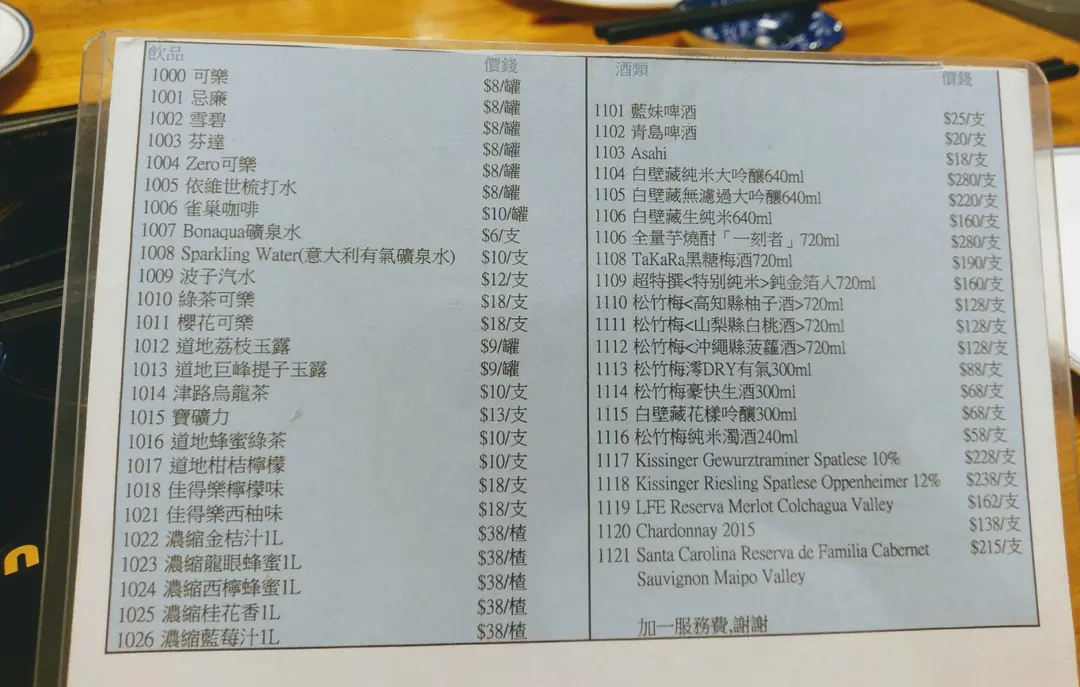 飲品 價錢
1000 可樂 $8/罐
1001 忌廉 $8/罐
1002 雪碧 $8/罐
1003 芬達 $8/罐
1004 Zero可樂 $8/罐
1005 依維世梳打水 $8/罐
1006 雀巢咖啡 $10/罐
1007 Bonaqua礦泉水 $6/支
1008 Sparkling Water(意大利有氣礦泉水) $10/支
1009 波子汽水 $12/支
1010 綠茶可樂 $18/支
1011 櫻花可樂 $18/支
1012 道地荔枝玉露 $9/罐
1013 道地巨峰提子玉露 $9/罐
1014 津路烏龍茶 $10/支
1015 寶礦力 $13/支
1016 道地蜂蜜綠茶 $10/支
1017 道地柑桔檸檬 $10/支
1018 佳得樂檸檬味 $18/支
1021 佳得樂西柚味 $18/支
1022 濃縮金桔汁1L $38/楂
1023 濃縮龍眼蜂蜜1L $38/楂
1024 濃縮西檸蜂蜜1L $38/楂
1025 濃縮桂花香1L $38/楂
1026 濃縮藍莓汁1L $38/楂
酒類 價錢
1101 藍妹啤酒 $25/支
1102 青島啤酒 $20/支
1103 Asahi $18/支
1104 白壁藏純米大吟釀640ml $280/支
1105 白壁藏無濾過大吟釀640ml $220/支
1106 白壁藏生純米640ml $160/支
1106 全量芋燒酎「一刻者」720ml $280/支
1108 TaKaRa黑糖梅酒720ml $190/支
1109 超特撰<特別純米>鈍金箔入720ml $160/支
1110 松竹梅<高知縣柚子酒>720ml $128/支
1111 松竹梅<山梨縣白桃酒>720ml $128/支
1112 松竹梅<沖繩縣菠蘿酒>720ml $128/支
1113 松竹梅澪DRY有氣300ml $88/支
1114 松竹梅豪快生酒300ml $68/支
1115 白壁藏花樣吟釀300ml $68/支
1116 松竹梅純米濁酒240ml $58/支
1117 Kissinger Gewurztraminer Spatlese 10% $228/支
1118 Kissinger Riesling Spatlese Oppenheimer 12% $238/支
1119 LFE Reserva Merlot Colchagua Valley $162/支
1120 Chardonnay 2015 $138/支
1121 Santa Carolina Reserva de Familia Cabernet $215/支
Sauvignon Maipo Valley
加一服務費,謝謝